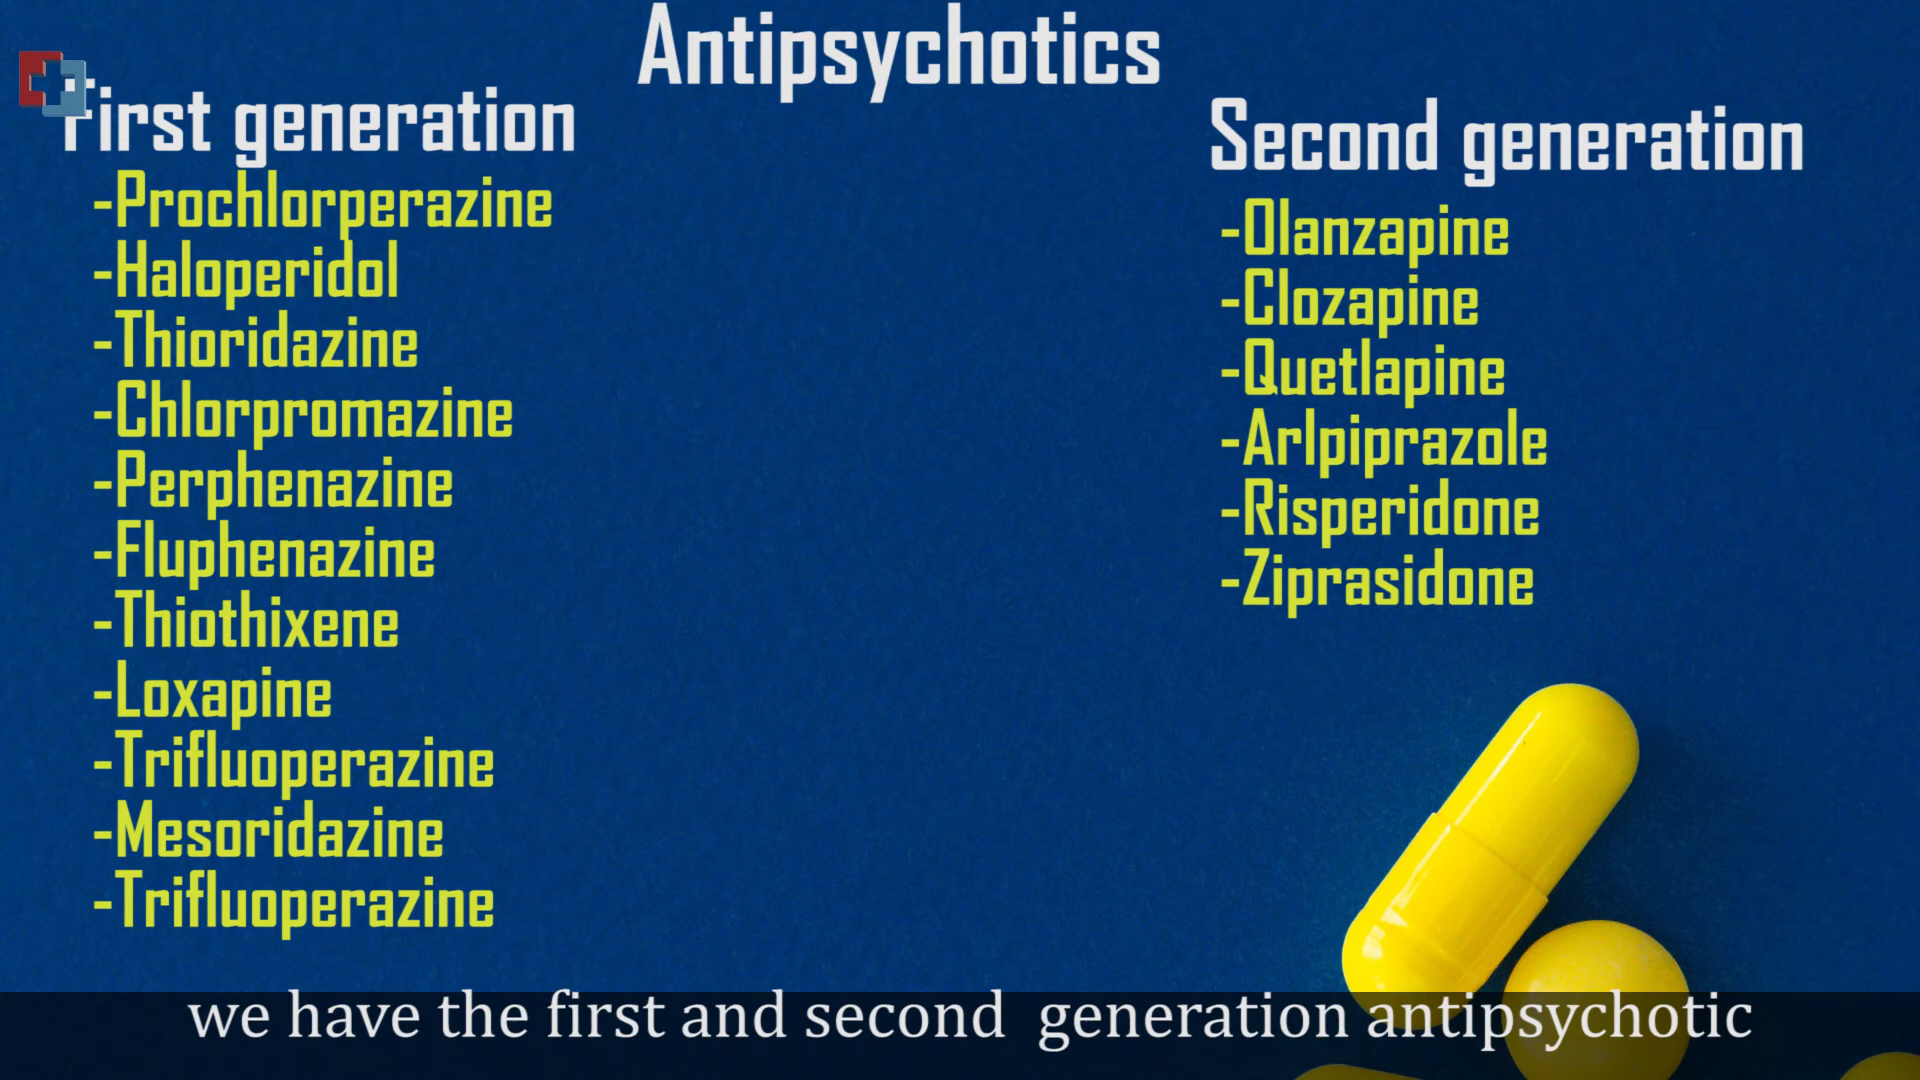 Antipsychotics
First generation
-Prochlorperazine
-Haloperidol
-Thioridazine
-Chlorpromazine
-Perphenazine
-Fluphenazine
-Thiothixene
-Loxapine
-Trifluoperazine
-Mesoridazine
-Trifluoperazine
Second generation
-Olanzapine
-Clozapine
-Quetlapine
-Arlpiprazole
-Risperidone
-Ziprasidone
we have the first and second generation antipsychotic